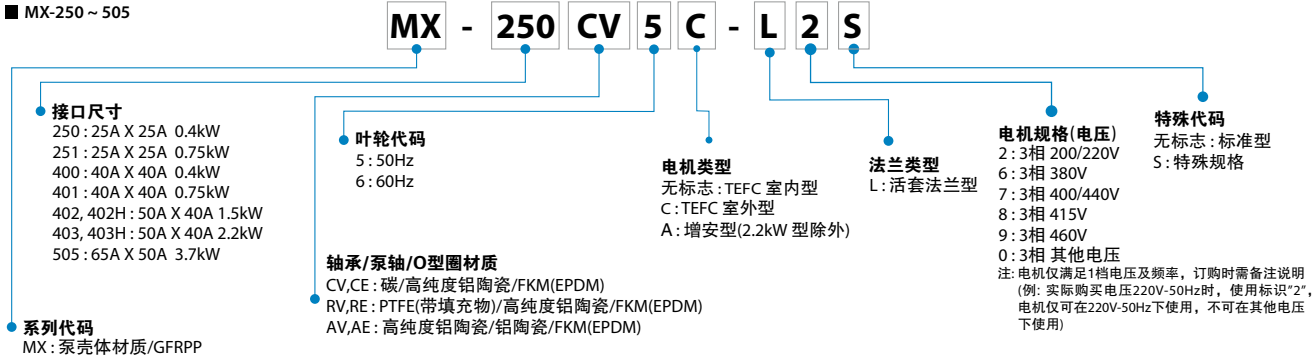 ■ MX-250 ~ 505
MX - 250 CV 5 C - L 2 S
接口尺寸
250 : 25A X 25A 0.4kW
251 : 25A X 25A 0.75kW
400 : 40A X 40A 0.4kW
401 : 40A X 40A 0.75kW
402, 402H : 50A X 40A 1.5kW
403, 403H : 50A X 40A 2.2kW
505 : 65A X 50A 3.7kW
叶轮代码
5 : 50Hz
6 : 60Hz
电机类型
无标志 : TEFC 室内型
C : TEFC 室外型
A : 增安型(2.2kW 型除外)
法兰类型
L : 活套法兰型
电机规格(电压)
2 : 3相 200/220V
6 : 3相 380V
7 : 3相 400/440V
8 : 3相 415V
9 : 3相 460V
0 : 3相 其他电压
注: 电机仅满足1档电压及频率，订购时需备注说明
(例: 实际购买电压220V-50Hz时，使用标识"2"，
电机仅可在220V-50Hz下使用，不可在其他电压
下使用)
特殊代码
无标志 : 标准型
S : 特殊规格
轴承/泵轴/O型圈材质
CV,CE : 碳/高纯度铝陶瓷/FKM(EPDM)
RV,RE : PTFE(带填充物)/高纯度铝陶瓷/FKM(EPDM)
AV,AE : 高纯度铝陶瓷/铝陶瓷/FKM(EPDM)
系列代码
MX : 泵壳体材质/GFRPP